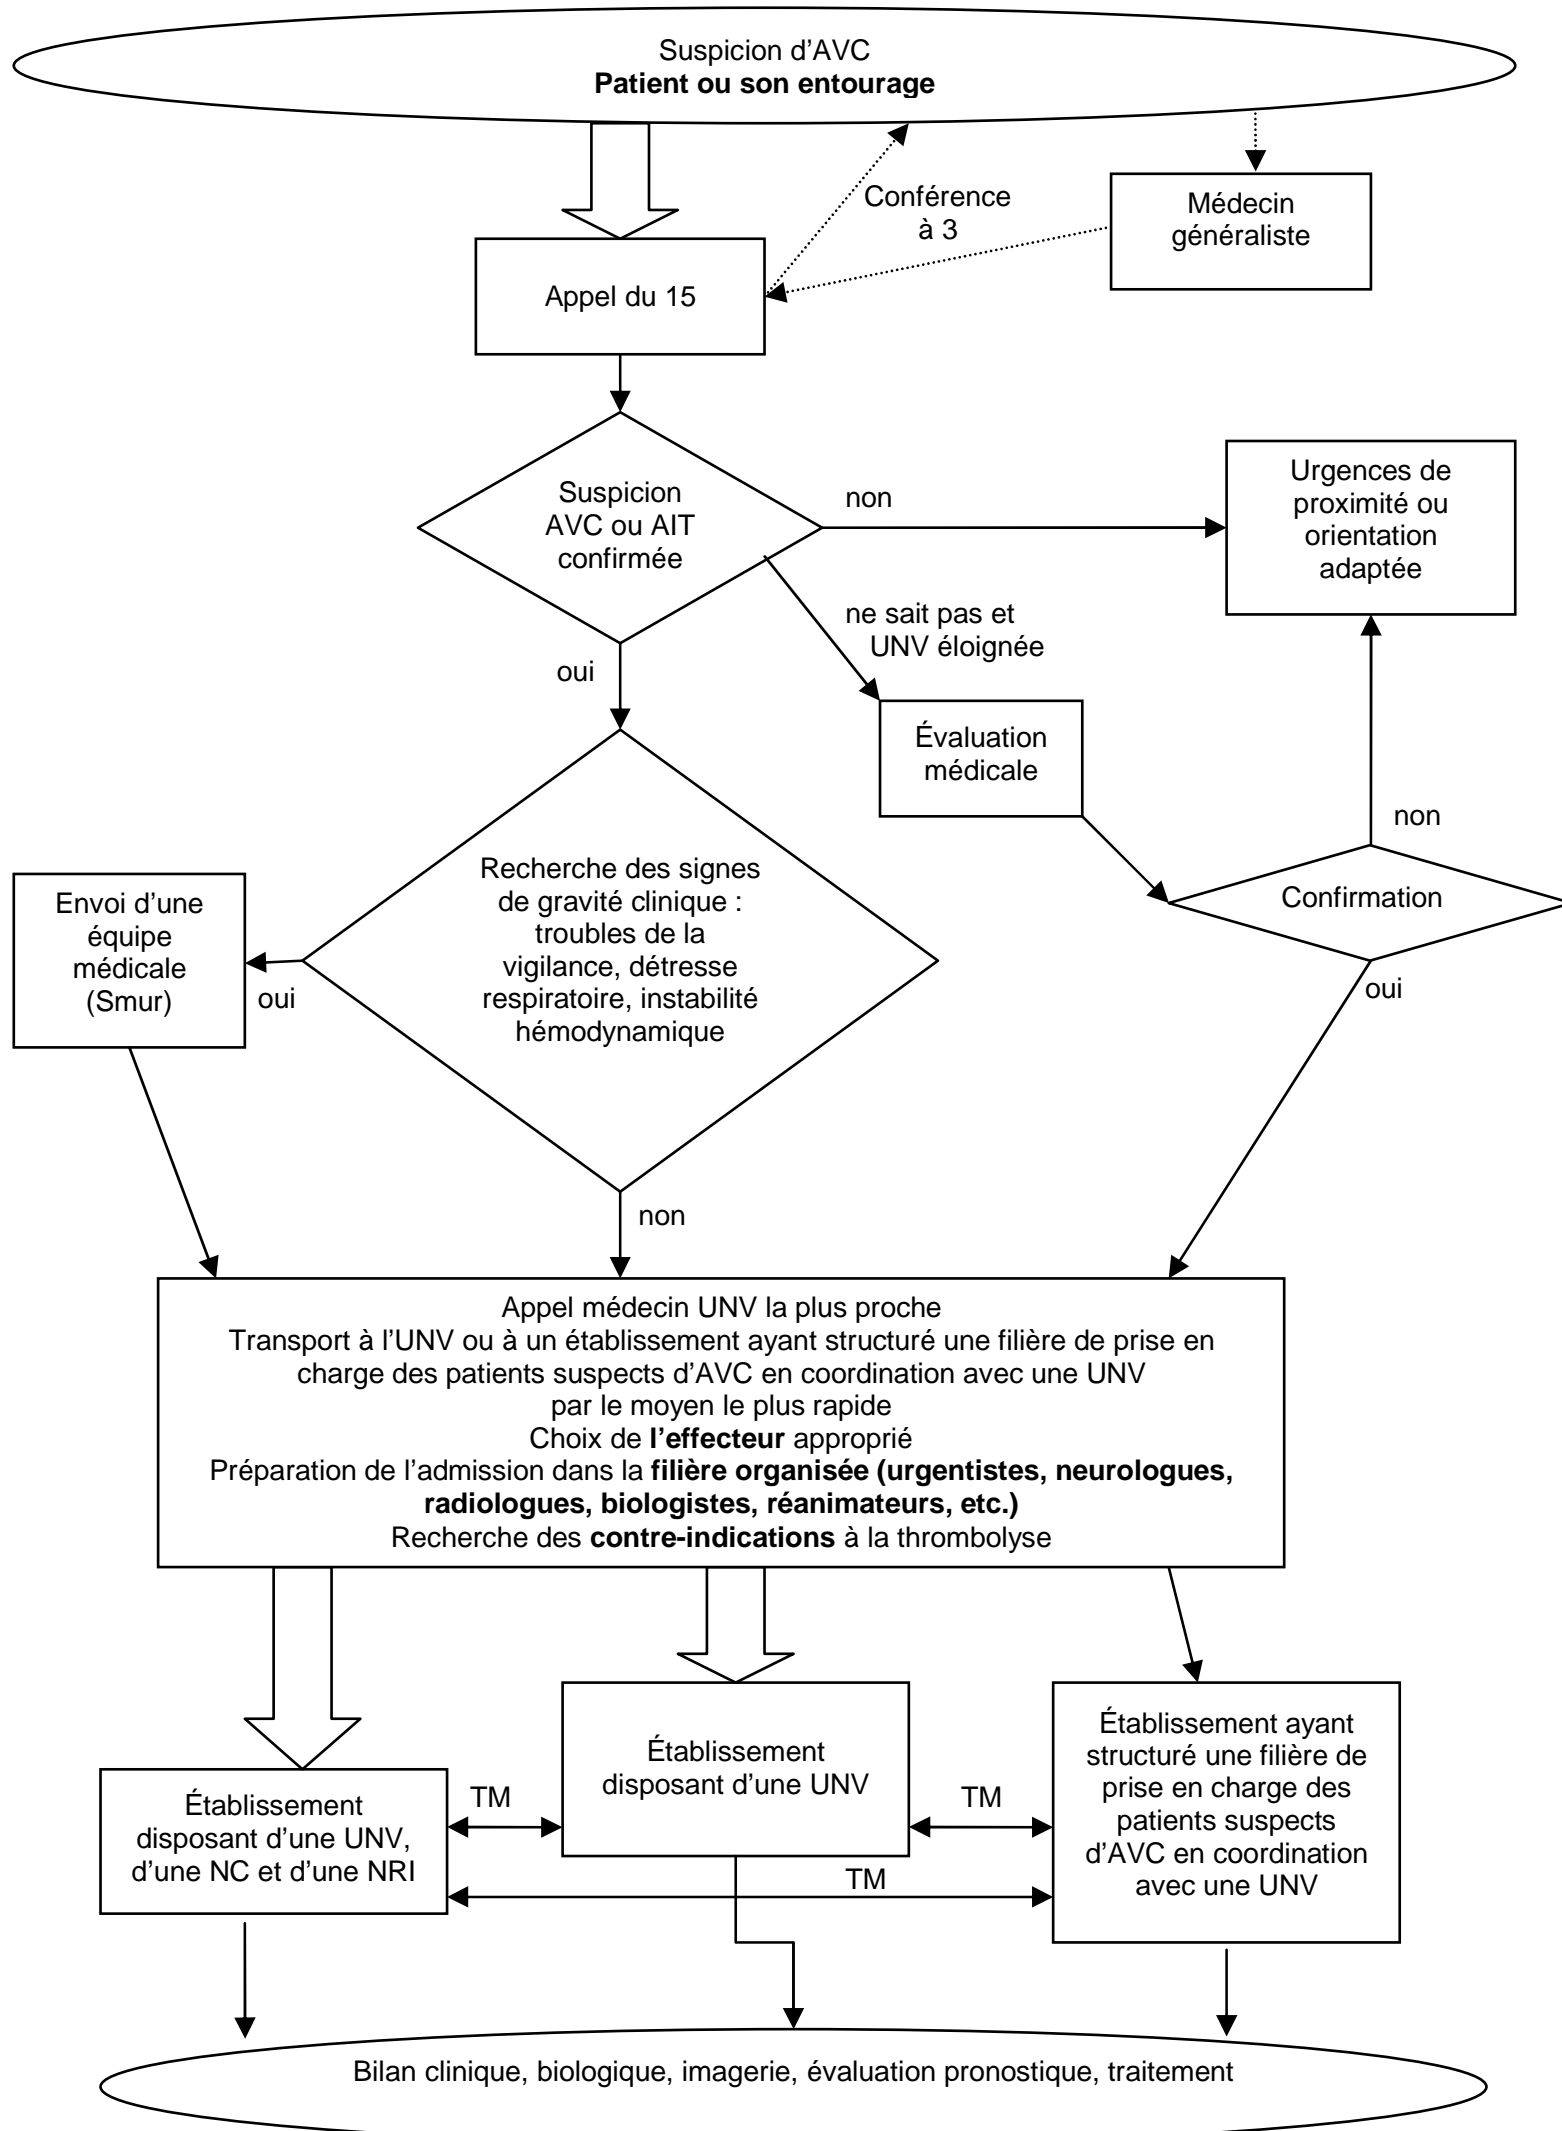 Suspicion d’AVC
Patient ou son entourage
Conférence
à 3
Médecin
généraliste
Appel du 15
Suspicion
AVC ou AIT
confirmée
non
Urgences de
proximité ou
orientation
adaptée
ne sait pas et
UNV éloignée
oui
Évaluation
médicale
non
Confirmation
oui
Recherche des signes
de gravité clinique :
troubles de la
vigilance, détresse
respiratoire, instabilité
hémodynamique
Envoi d’une
équipe
médicale
(Smur)
oui
non
Appel médecin UNV la plus proche
Transport à l’UNV ou à un établissement ayant structuré une filière de prise en
charge des patients suspects d’AVC en coordination avec une UNV
par le moyen le plus rapide
Choix de l’effecteur approprié
Préparation de l’admission dans la filière organisée (urgentistes, neurologues,
radiologues, biologistes, réanimateurs, etc.)
Recherche des contre-indications à la thrombolyse
Établissement
disposant d’une UNV,
d’une NC et d’une NRI
TM
Établissement
disposant d’une UNV
TM
TM
Établissement ayant
structuré une filière de
prise en charge des
patients suspects
d’AVC en coordination
avec une UNV
Bilan clinique, biologique, imagerie, évaluation pronostique, traitement